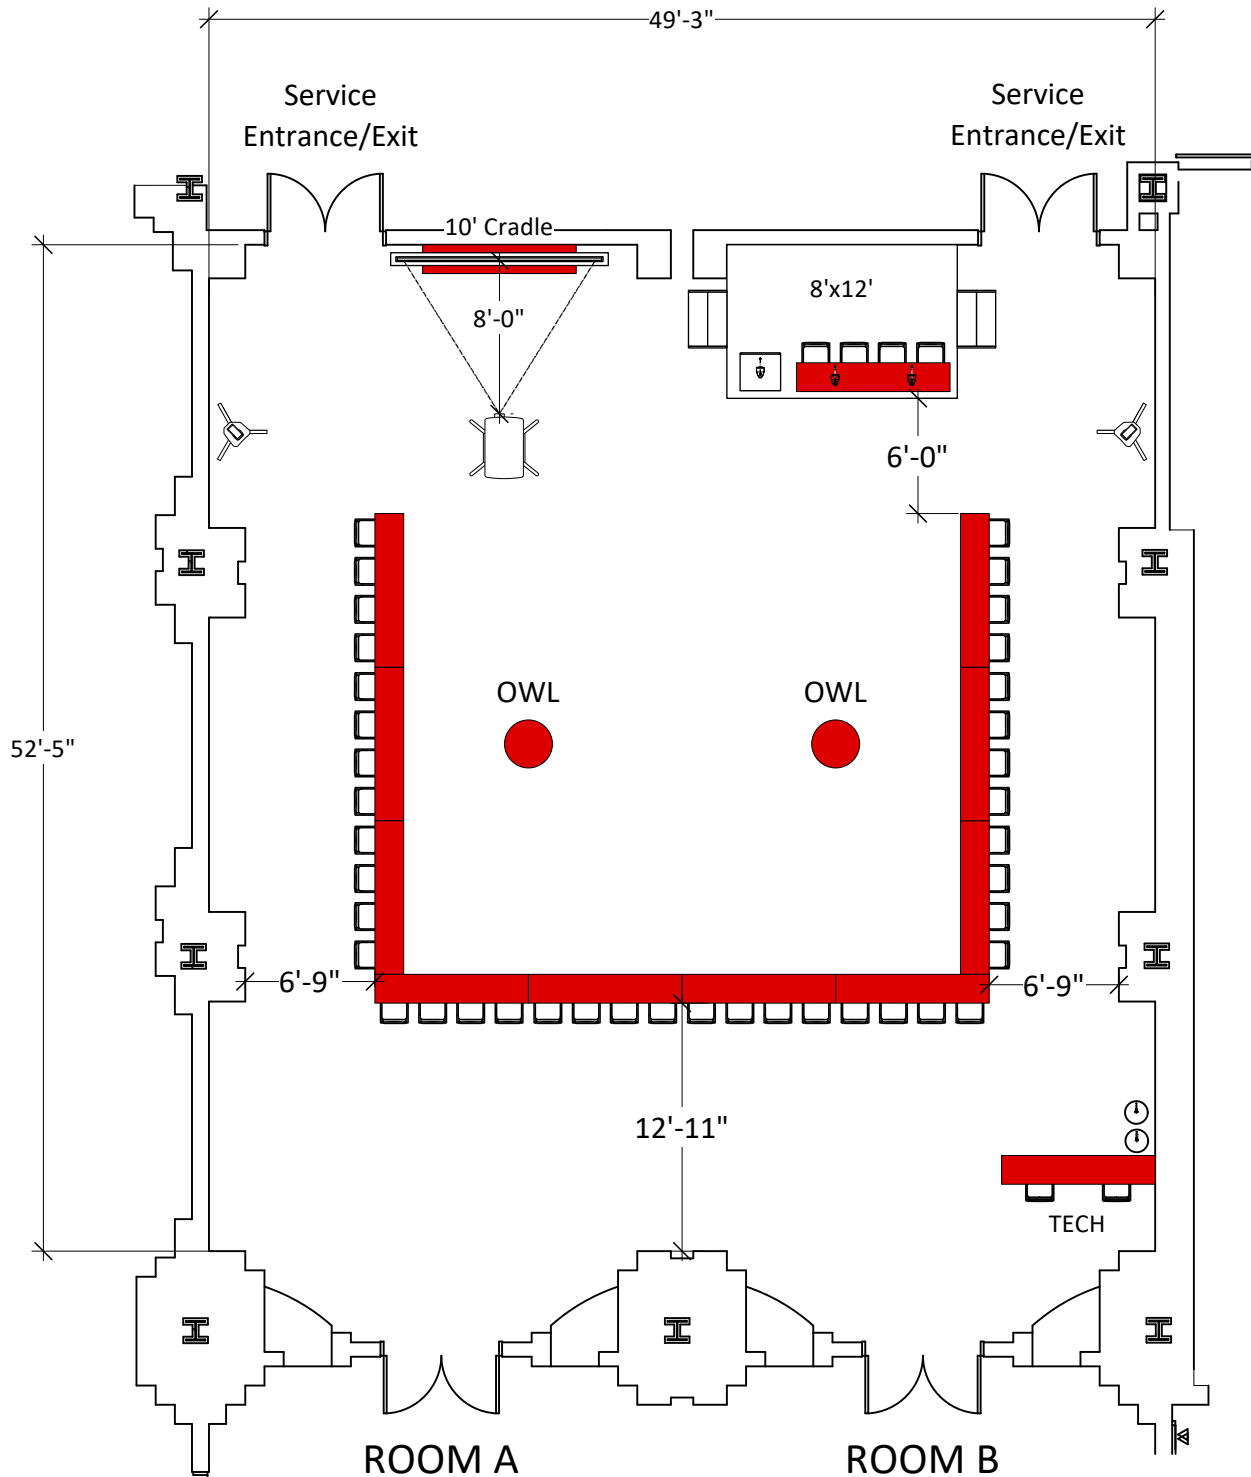 49'-3"
Service
Entrance/Exit
Service
Entrance/Exit
10' Cradle
8'x12'
8'-0"
6'-0"
OWL
OWL
52'-5"
6'-9"
6'-9"
12'-11"
TECH
ROOM A
ROOM B